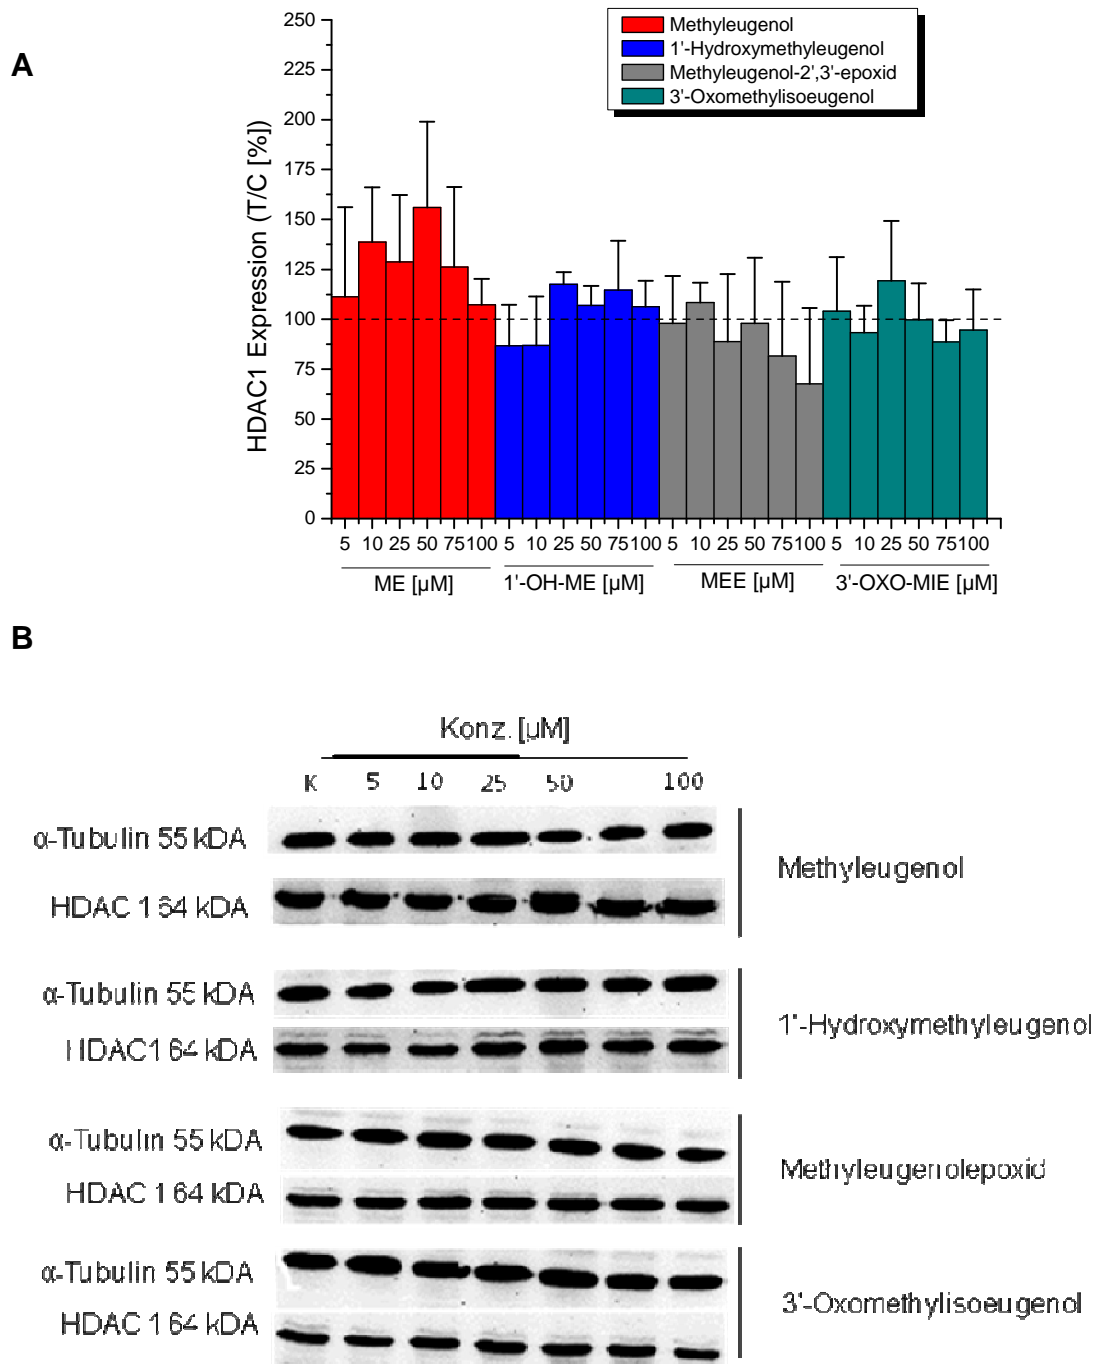 A
HDAC1 Expression (T/C [%])
250
225
200
175
150
125
100
75
50
25
0
Methyleugenol
1'-Hydroxymethyleugenol
Methyleugenol-2',3'-epoxid
3'-Oxomethylisoeugenol
5 10 25 50 75 100 5 10 25 50 75 100 5 10 25 50 75 100 5 10 25 50 75 100
ME [µM] 1'-OH-ME [µM] MEE [µM] 3'-OXO-MIE [µM]
B
Konz. [µM]
K 5 10 25 50 100
α-Tubulin 55 kDA
HDAC 1 64 kDA
Methyleugenol
α-Tubulin 55 kDA
HDAC1 64 kDA
1'-Hydroxymethyleugenol
α-Tubulin 55 kDA
HDAC 1 64 kDA
Methyleugenolepoxid
α-Tubulin 55 kDA
HDAC 1 64 kDA
3'-Oxomethylisoeugenol